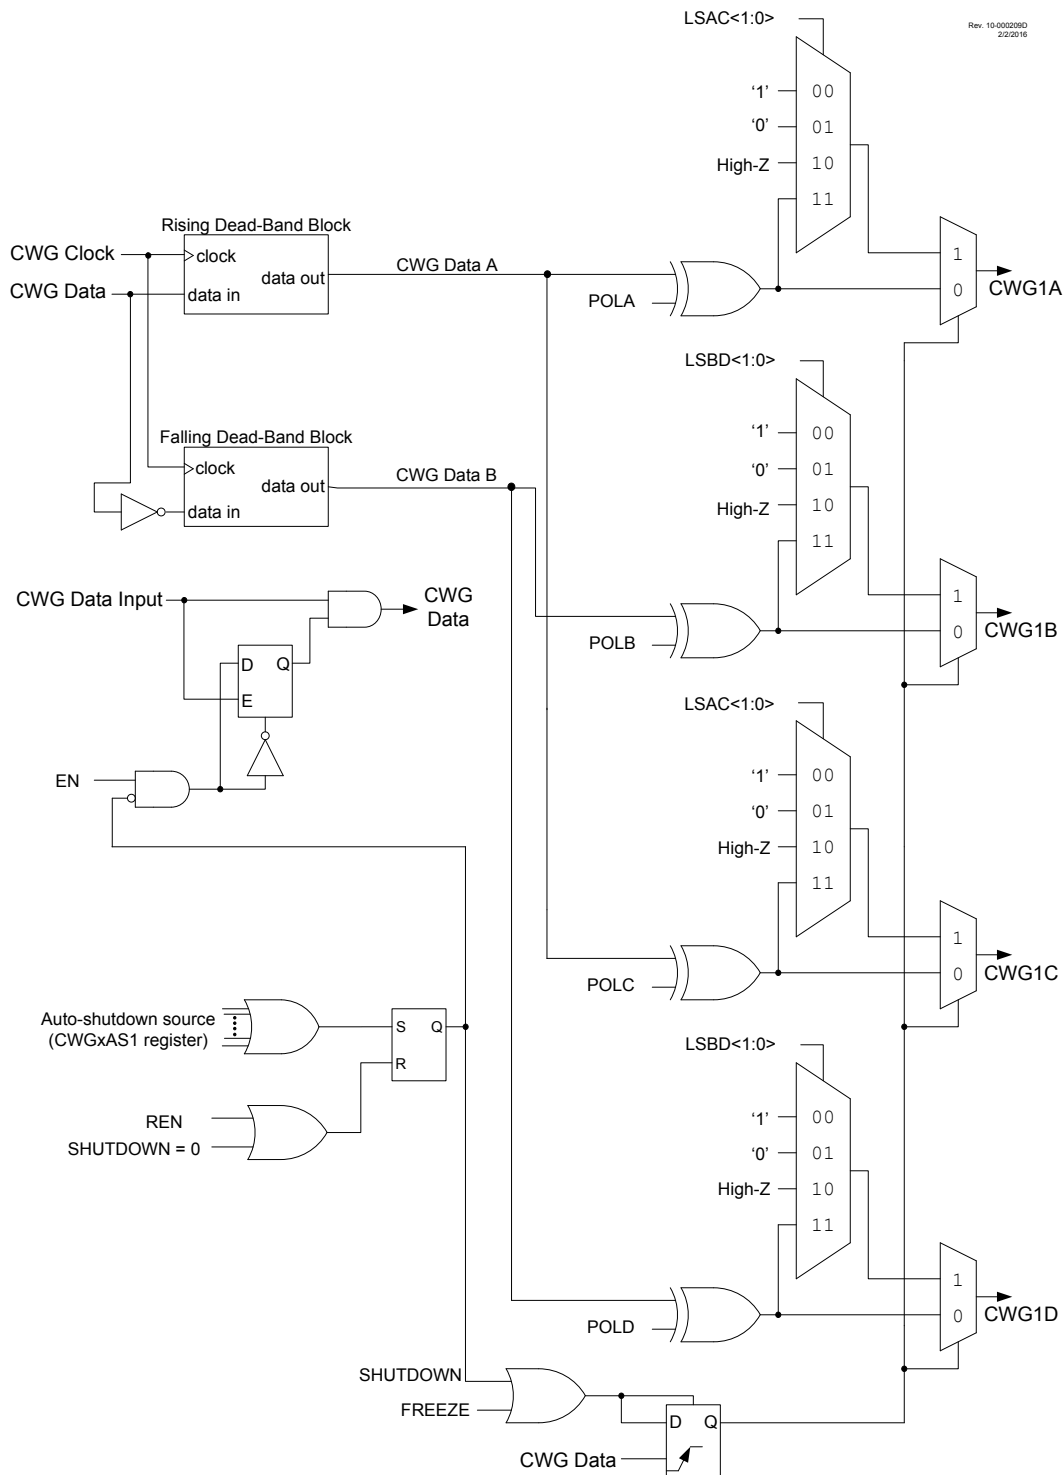 LSAC<1:0>
Rev. 10-000209D
2/2/2016
'1'
00
'0'
01
High-Z
10
11
1
0
CWG1A
Rising Dead-Band Block
CWG Clock
clock
data out
CWG Data
data in
CWG Data A
POLA
LSBD<1:0>
'1'
00
'0'
01
High-Z
10
11
1
0
CWG1B
Falling Dead-Band Block
clock
data out
data in
CWG Data B
POLB
CWG Data Input
CWG
Data
D
Q
E
EN
LSAC<1:0>
'1'
00
'0'
01
High-Z
10
11
1
0
CWG1C
POLC
Auto-shutdown source
(CWGxAS1 register)
S
Q
R
REN
SHUTDOWN = 0
LSBD<1:0>
'1'
00
'0'
01
High-Z
10
11
1
0
CWG1D
POLD
SHUTDOWN
FREEZE
D
Q
CWG Data